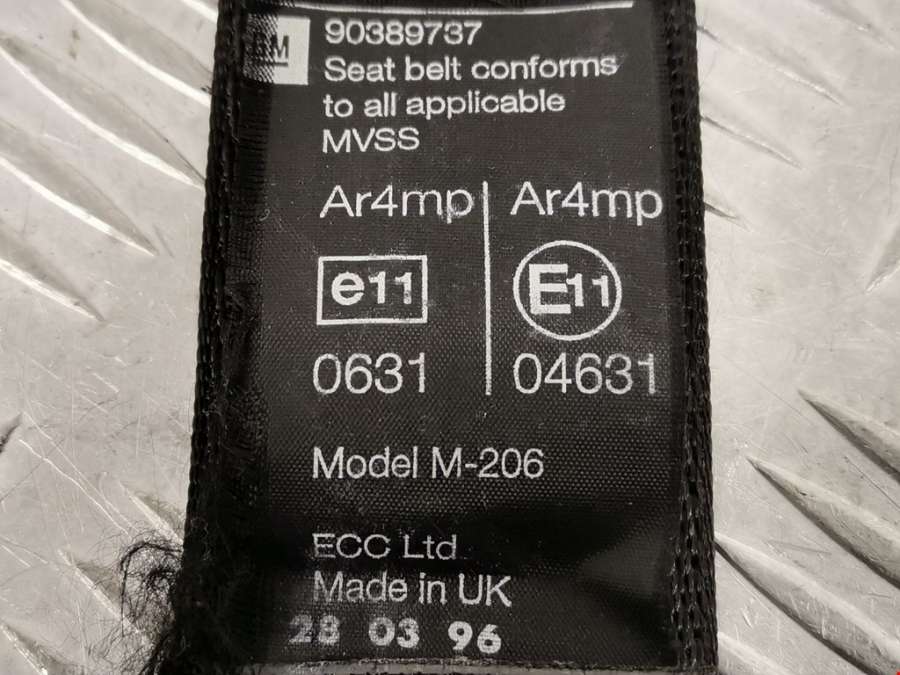 GM
90389737
Seat belt conforms
to all applicable
MVSS
Ar4mp Ar4mp
e11 E11
0631 04631
Model M-206
ECC Ltd
Made in UK
28 03 96